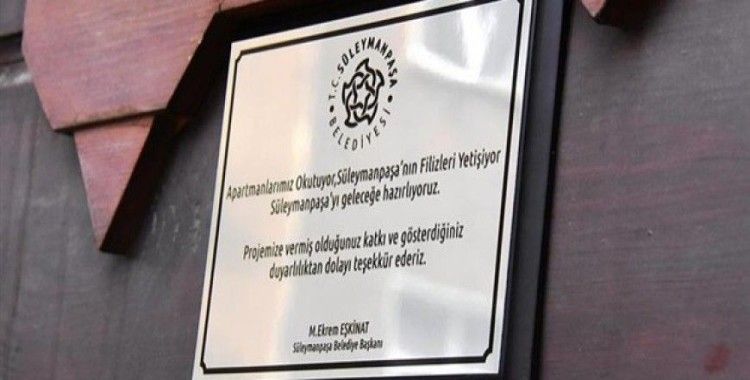 T.C. SÜLEYMANPAŞA
BELEDİYESİ
Apartmanlarımız Okutuyor,Süleymanpaşa'nın Filizleri Yetişiyor
Süleymanpaşa'yı geleceğe hazırlıyoruz.
Projemize vermiş olduğunuz katkı ve gösterdiğiniz
duyarlılıktan dolayı teşekkür ederiz.
M.Ekrem EŞKİNAT
Süleymanpaşa Belediye Başkanı